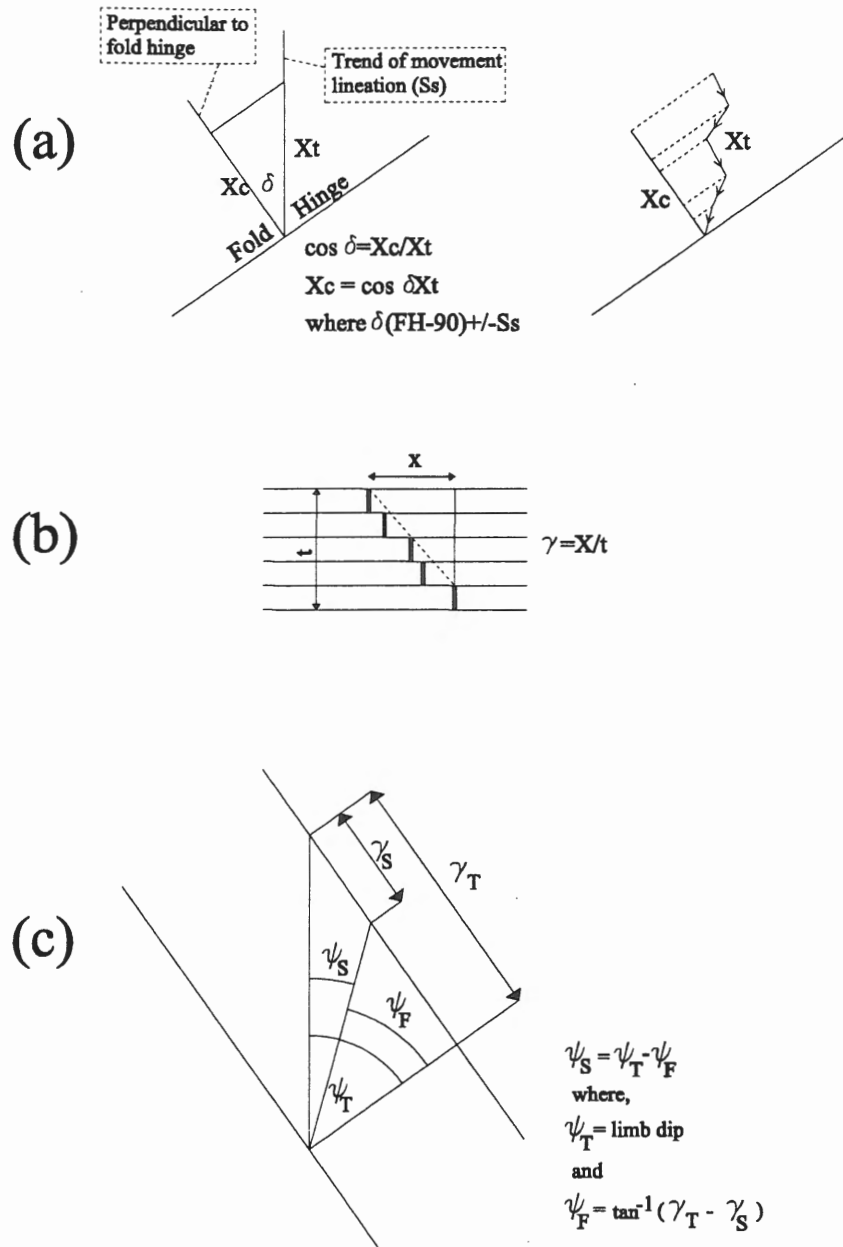 (a)
Perpendicular to
fold hinge
Trend of movement
lineation (Ss)
Xc
δ
Xt
Fold Hinge
cos δ=Xc/Xt
Xc = cos δXt
where δ(FH-90)+/-Ss
Xt
Xc
(b)
X
t
γ=X/t
(c)
γS
γT
ψS
ψF
ψT
ψS = ψT-ψF
where,
ψT= limb dip
and
ψF = tan⁻¹(γT - γS)